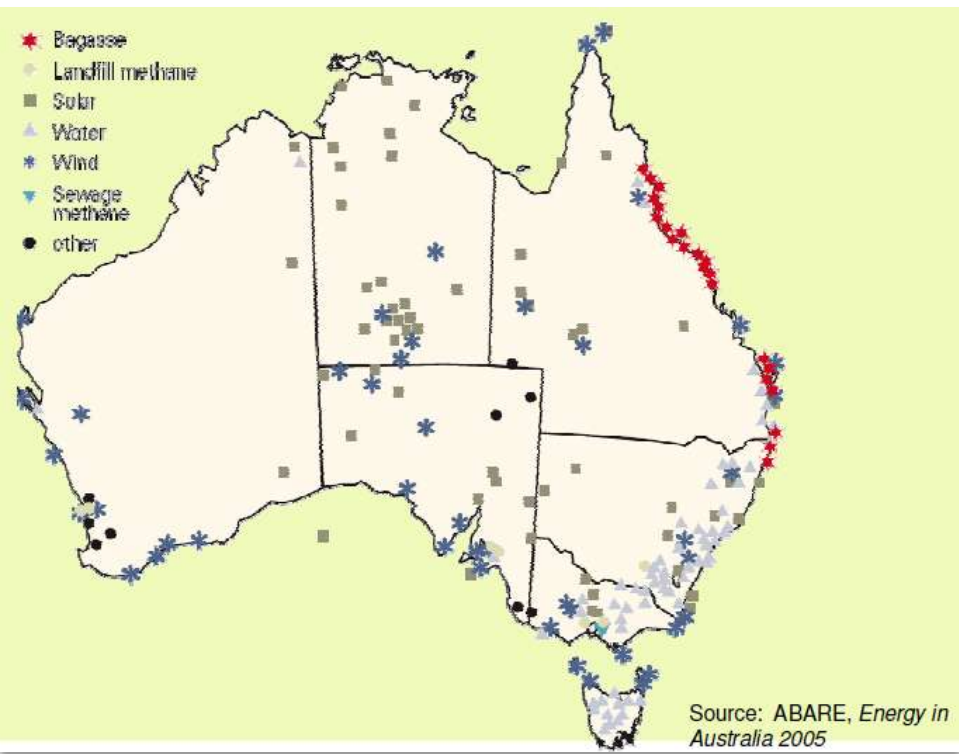 Bagasse
Landfill methane
Solar
Water
Wind
Sewage
methane
other
Source: ABARE, Energy in
Australia 2005